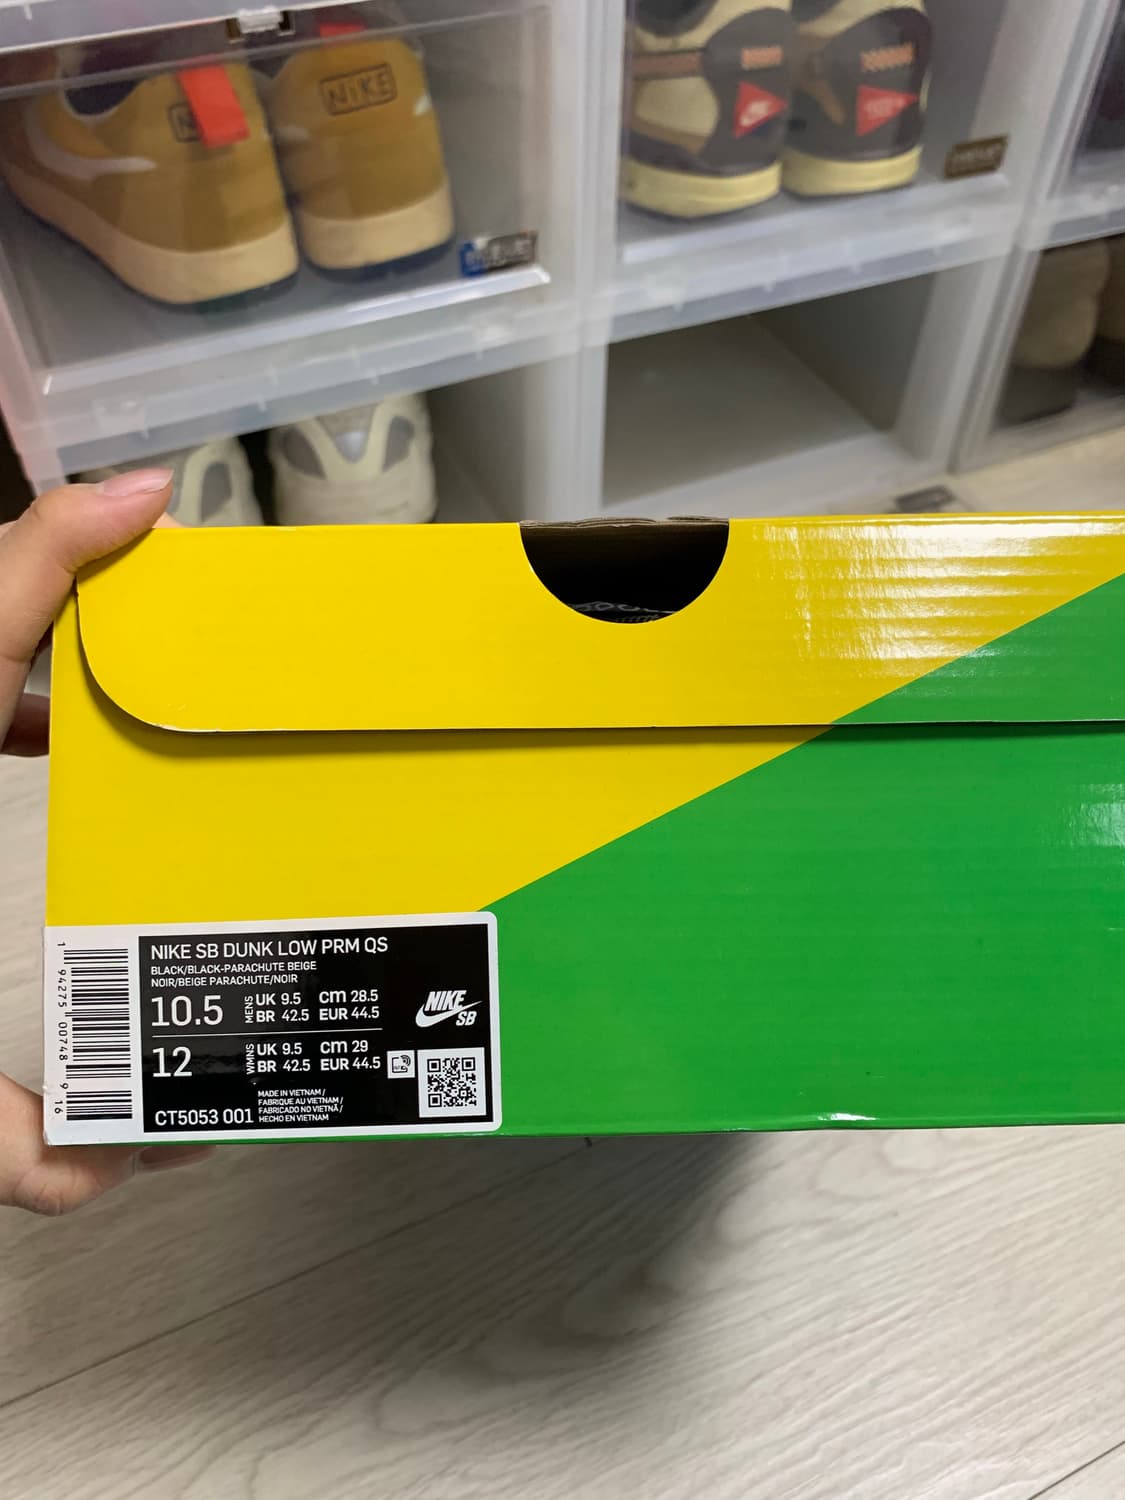 NIKE
NIKE SB DUNK LOW PRM QS
BLACK/BLACK-PARACHUTE BEIGE
NOIR/BEIGE PARACHUTE/NOIR
10.5 MENS UK 9.5 cm 28.5
BR 42.5 EUR 44.5
12 WMNS UK 9.5 cm 29
BR 42.5 EUR 44.5
NIKE
SB
CT5053 001
MADE IN VIETNAM /
FABRIQUE AU VIETNAM /
FABRICADO NO VIETNÃ /
HECHO EN VIETNAM
1 94275 00748 9 16